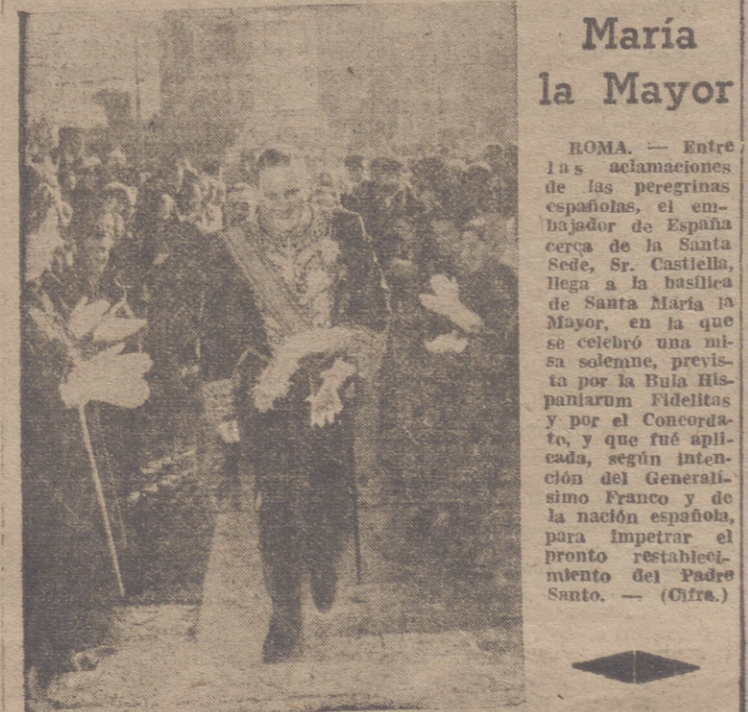 María
la Mayor
ROMA. — Entre
las aclamaciones
de las peregrinas
españolas, el em-
bajador de España
cerca de la Santa
Sede, Sr. Castiella,
llega a la basílica
de Santa María la
Mayor, en la que
se celebró una mi-
sa solemne, previs-
ta por la Bula His-
paniarum Fidelitas
y por el Concorda-
to, y que fué apli-
cada, según inten-
ción del Generalí-
simo Franco y de
la nación española,
para impetrar el
pronto restableci-
miento del Padre
Santo. — (Cifra.)